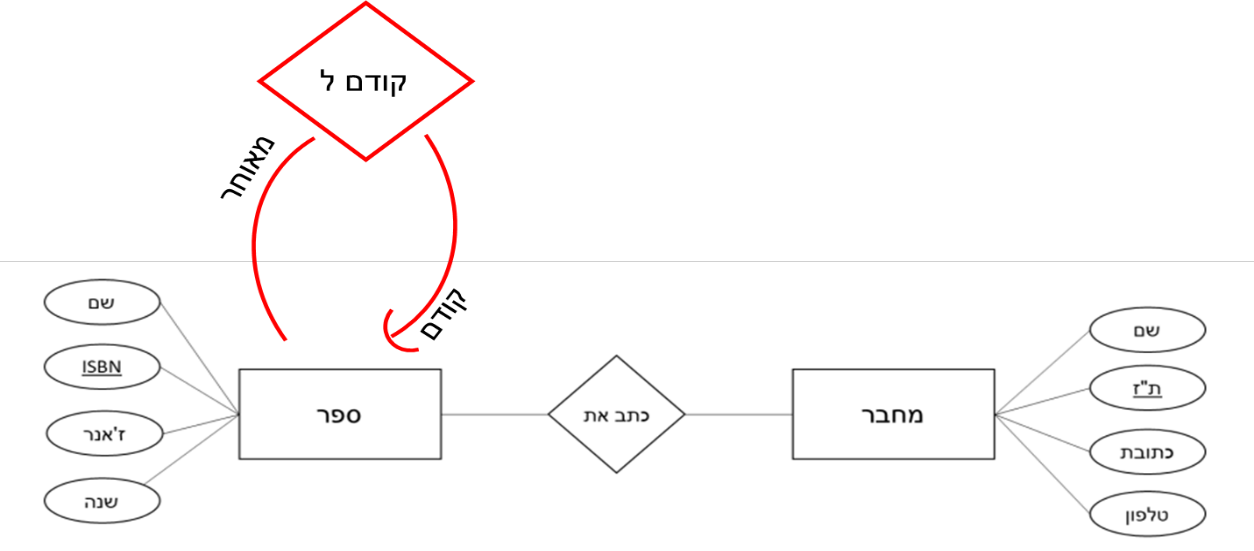 קודם ל
מאוחר
קודם
שם
ISBN
ז'אנר
שנה
ספר
כתב את
מחבר
שם
ת"ז
כתובת
טלפון